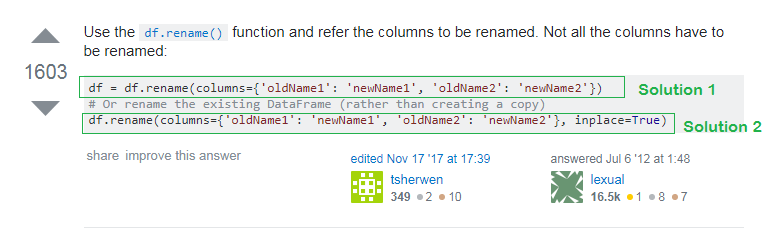 Use the df.rename() function and refer the columns to be renamed. Not all the columns have to
be renamed:
1603
df = df.rename(columns={'oldName1': 'newName1', 'oldName2': 'newName2'})
Solution 1
# Or rename the existing DataFrame (rather than creating a copy)
df.rename(columns={'oldName1': 'newName1', 'oldName2': 'newName2'}, inplace=True)
Solution 2
share improve this answer
edited Nov 17 '17 at 17:39
tsherwen
349 ●2 ●10
answered Jul 6 '12 at 1:48
lexual
16.5k ●1 ●8 ●7